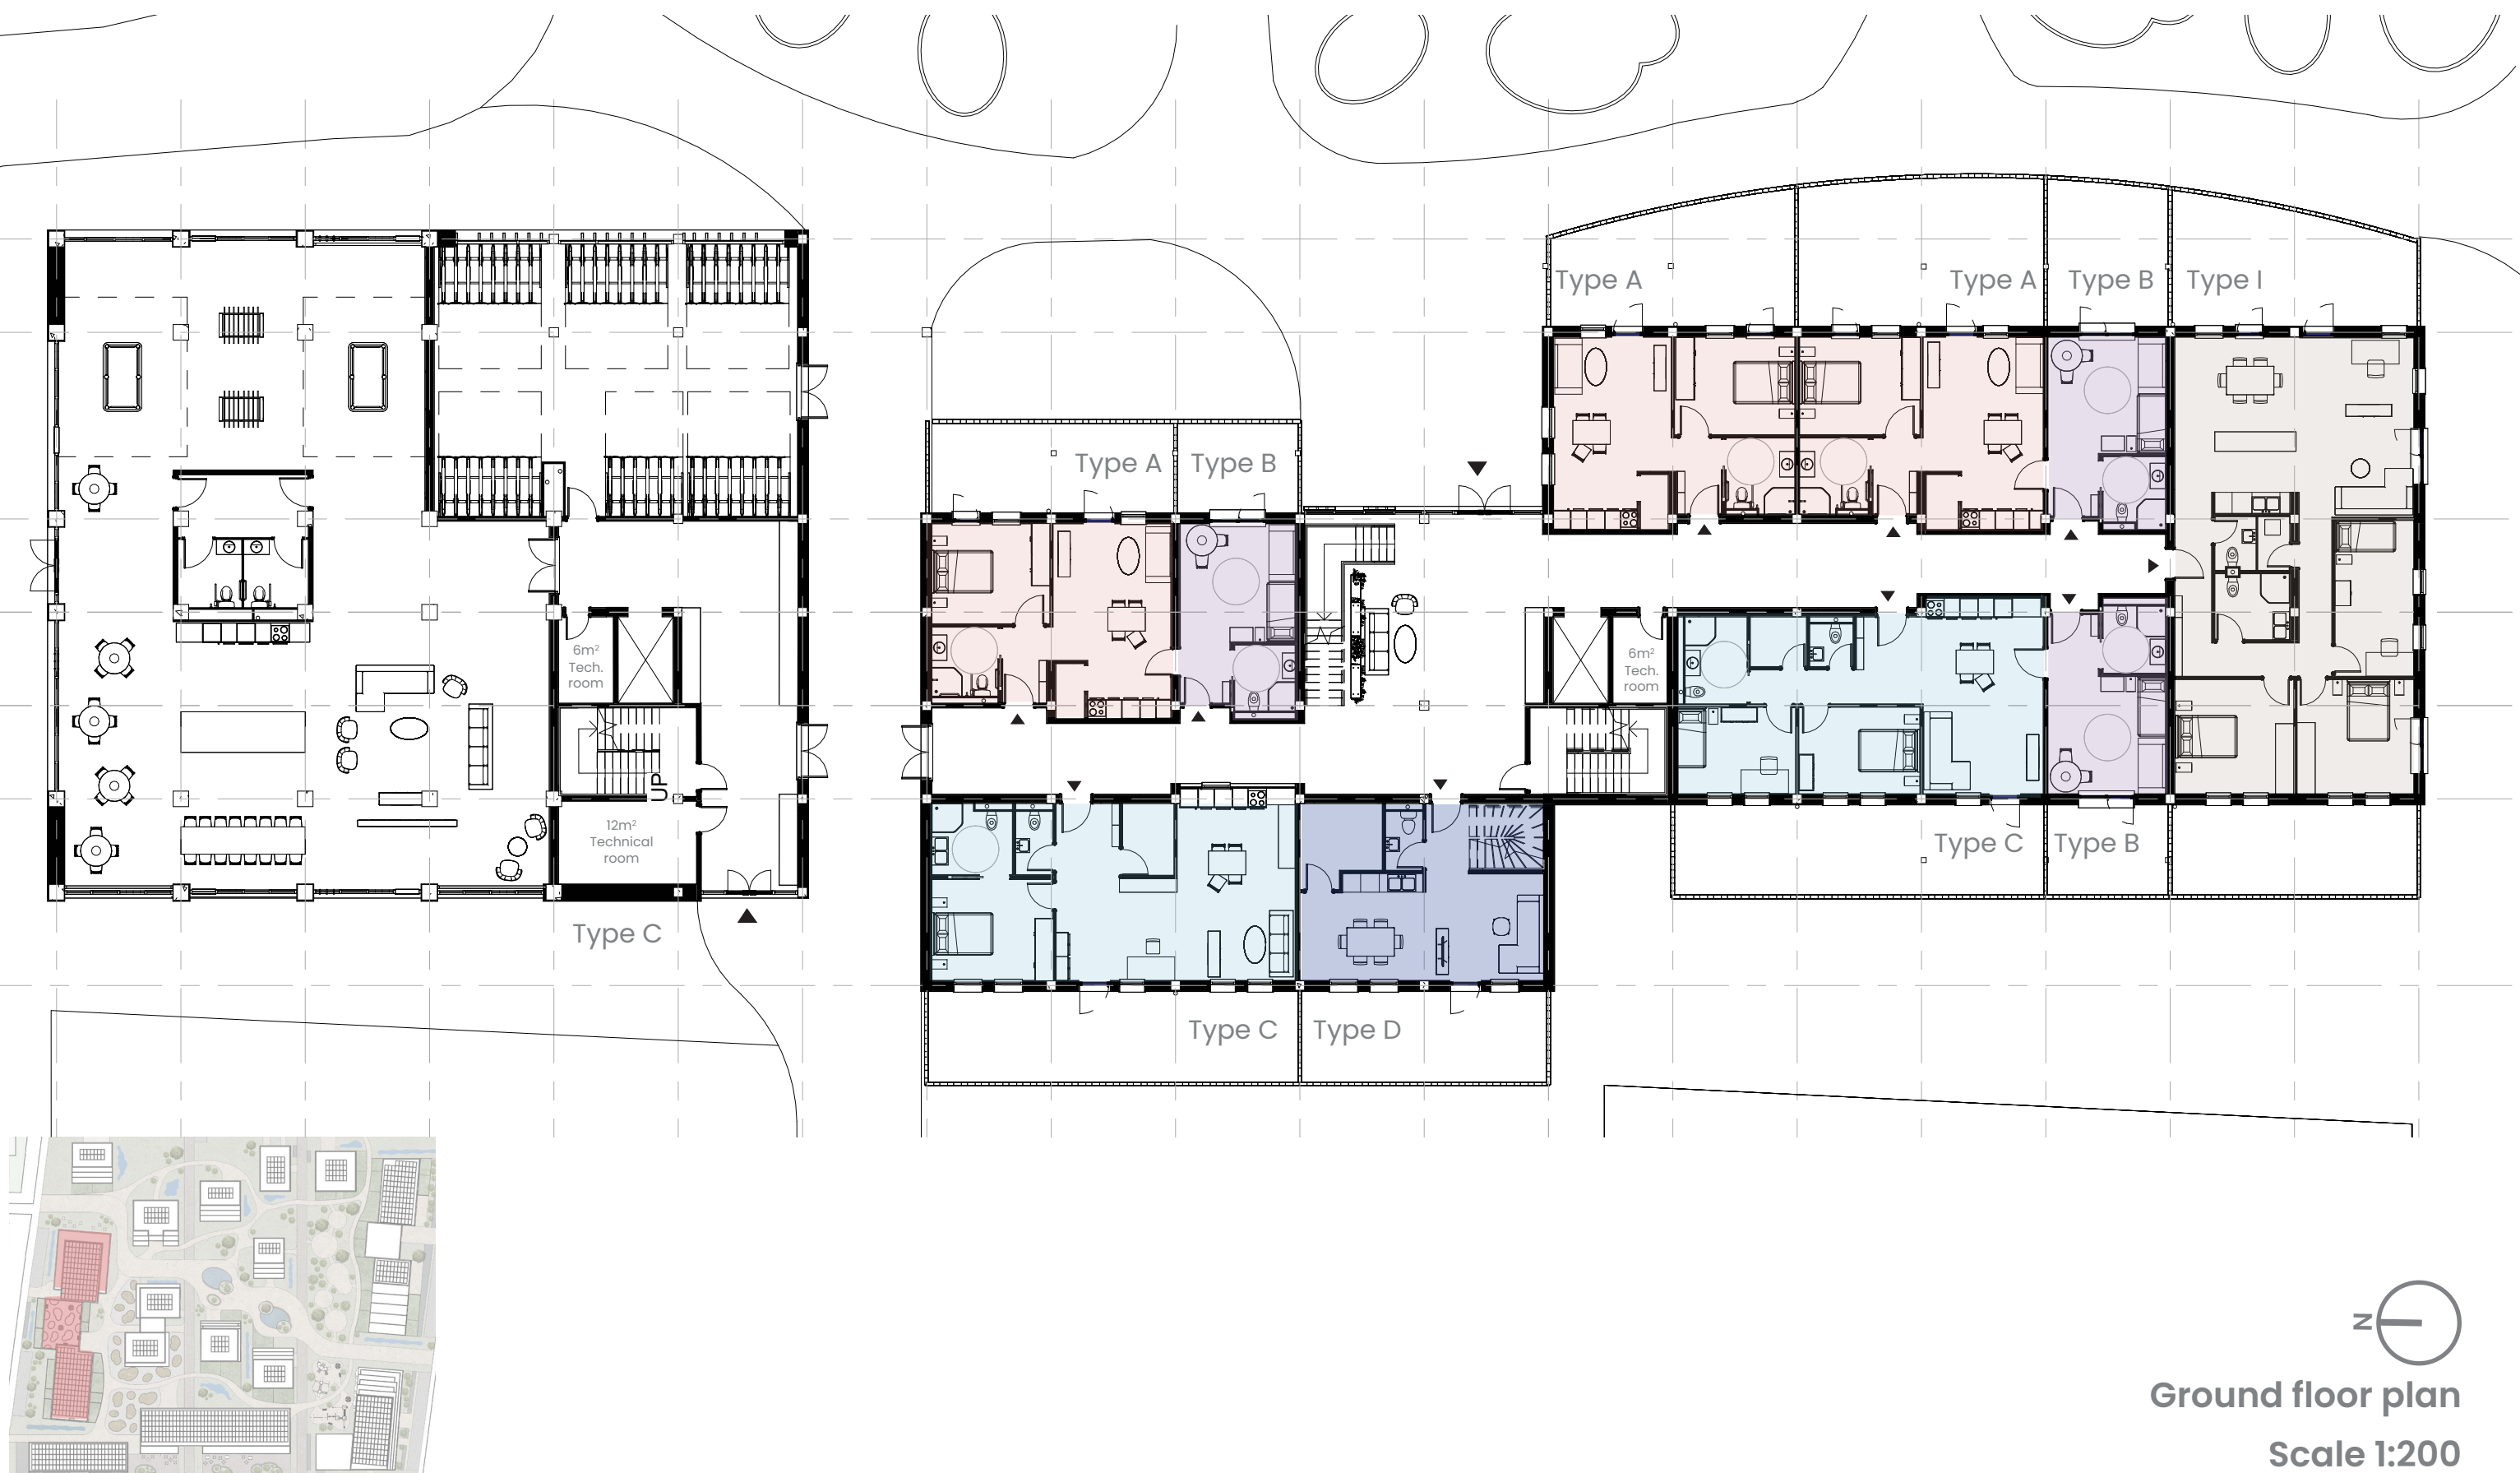 Type A
Type A
Type B
Type I
Type A
Type B
6m²
Tech.
room
6m²
Tech.
room
UP
12m²
Technical
room
Type C
Type B
Type C
Type C
Type D
N
Ground floor plan
Scale 1:200